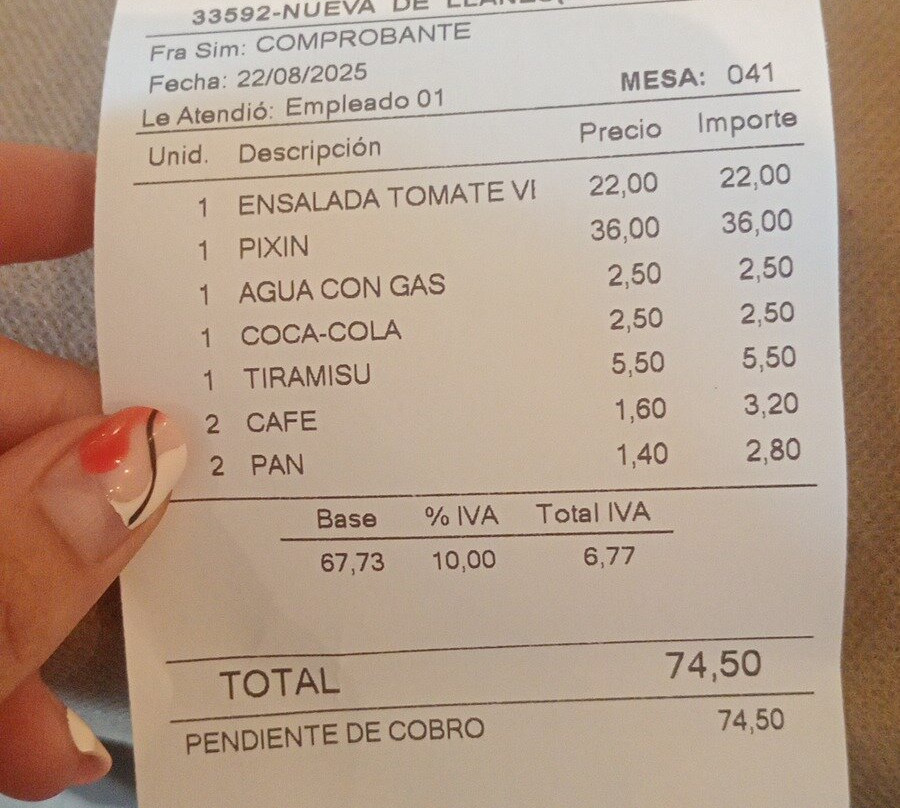 33592-NUEVA DE LLANES
Fra Sim: COMPROBANTE
Fecha: 22/08/2025
MESA: 041
Le Atendió: Empleado 01
Unid. Descripción Precio Importe
1 ENSALADA TOMATE VI 22,00 22,00
1 PIXIN 36,00 36,00
1 AGUA CON GAS 2,50 2,50
1 COCA-COLA 2,50 2,50
1 TIRAMISU 5,50 5,50
2 CAFE 1,60 3,20
2 PAN 1,40 2,80
Base % IVA Total IVA
67,73 10,00 6,77
TOTAL 74,50
PENDIENTE DE COBRO 74,50